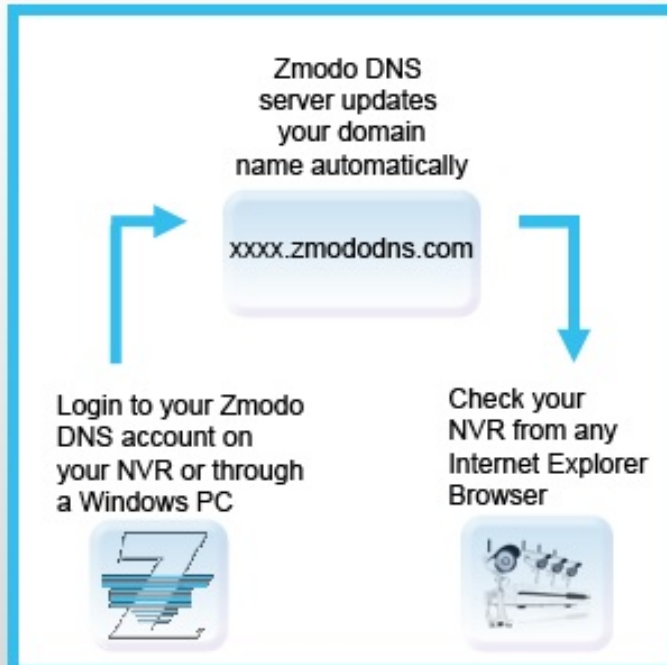 Zmodo DNS
server updates
your domain
name automatically
xxxx.zmododns.com
Login to your Zmodo
DNS account on
your NVR or through
a Windows PC
Check your
NVR from any
Internet Explorer
Browser
Z